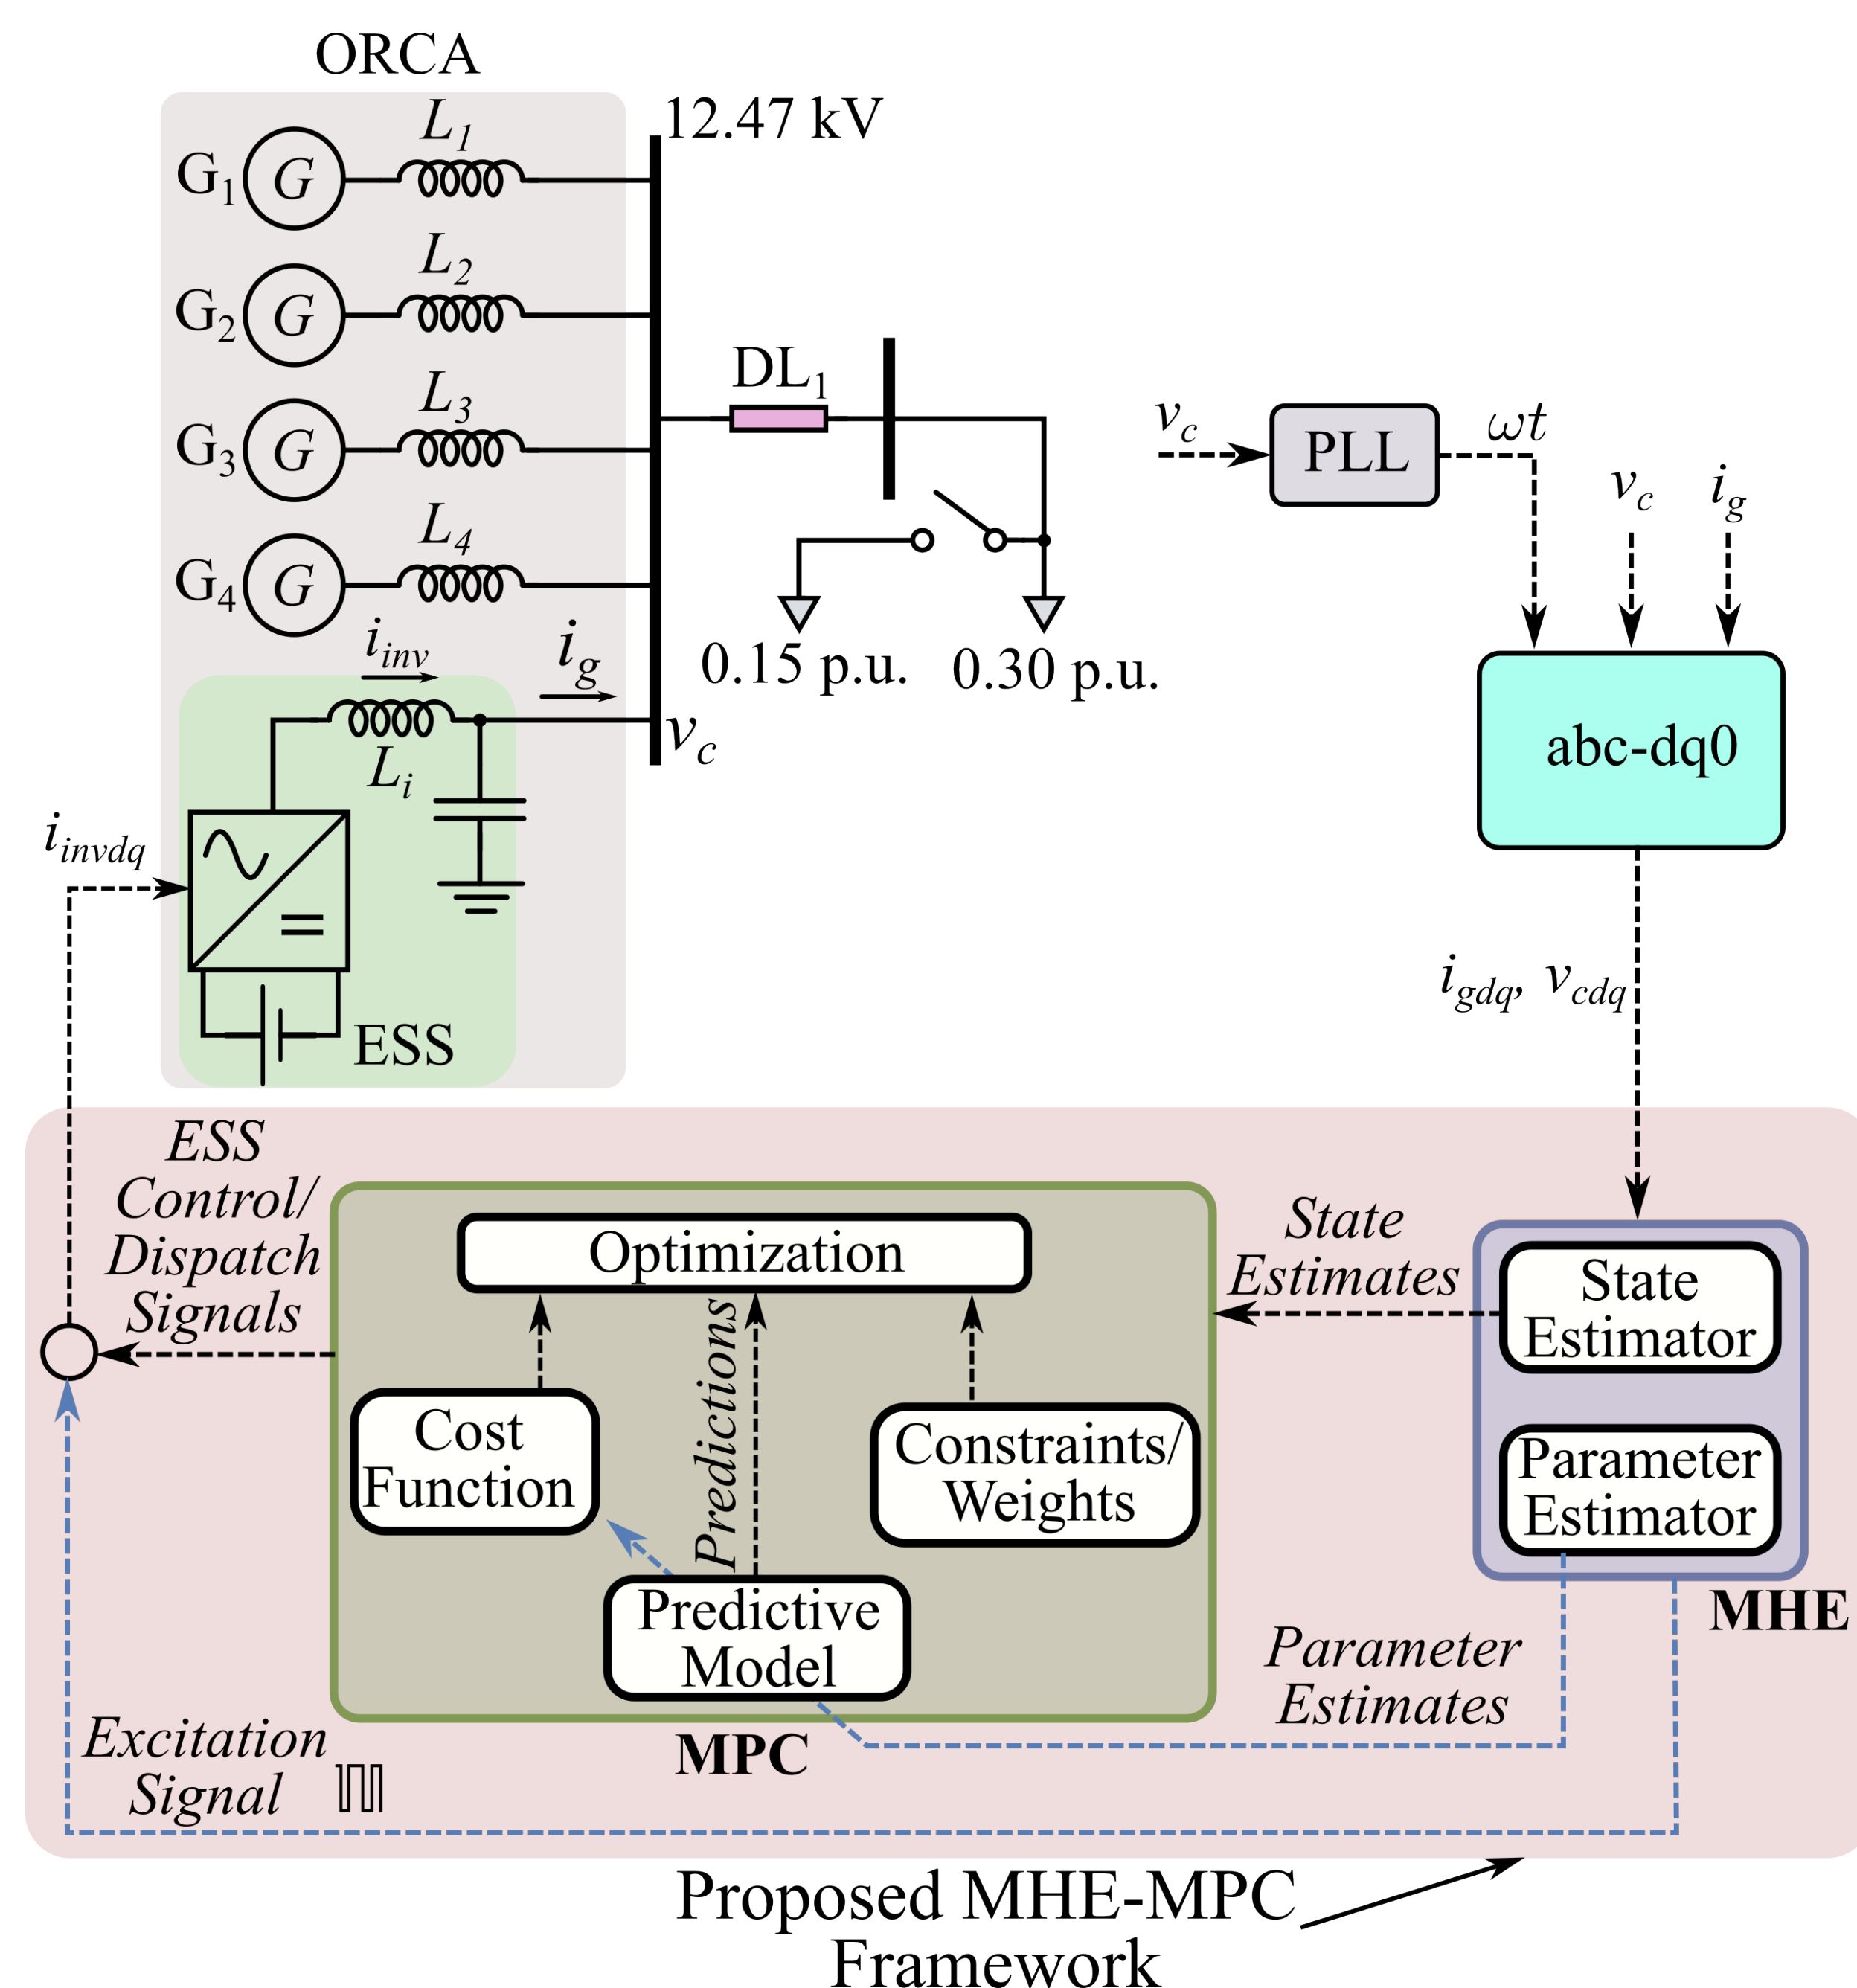 ORCA
12.47 kV
G1 G L1
G2 G L2
G3 G L3
G4 G L4
DL1
0.15 p.u.
0.30 p.u.
iinv
ig
vc
Li
iinvdq
ESS
vc
PLL
ωt
vc
ig
abc-dq0
igdq, vcdq
ESS
Control/
Dispatch
Signals
Optimization
Predictions
Cost
Function
Constraints/
Weights
Predictive
Model
MPC
State
Estimates
State
Estimator
Parameter
Estimator
MHE
Parameter
Estimates
Excitation
Signal
Proposed MHE-MPC
Framework